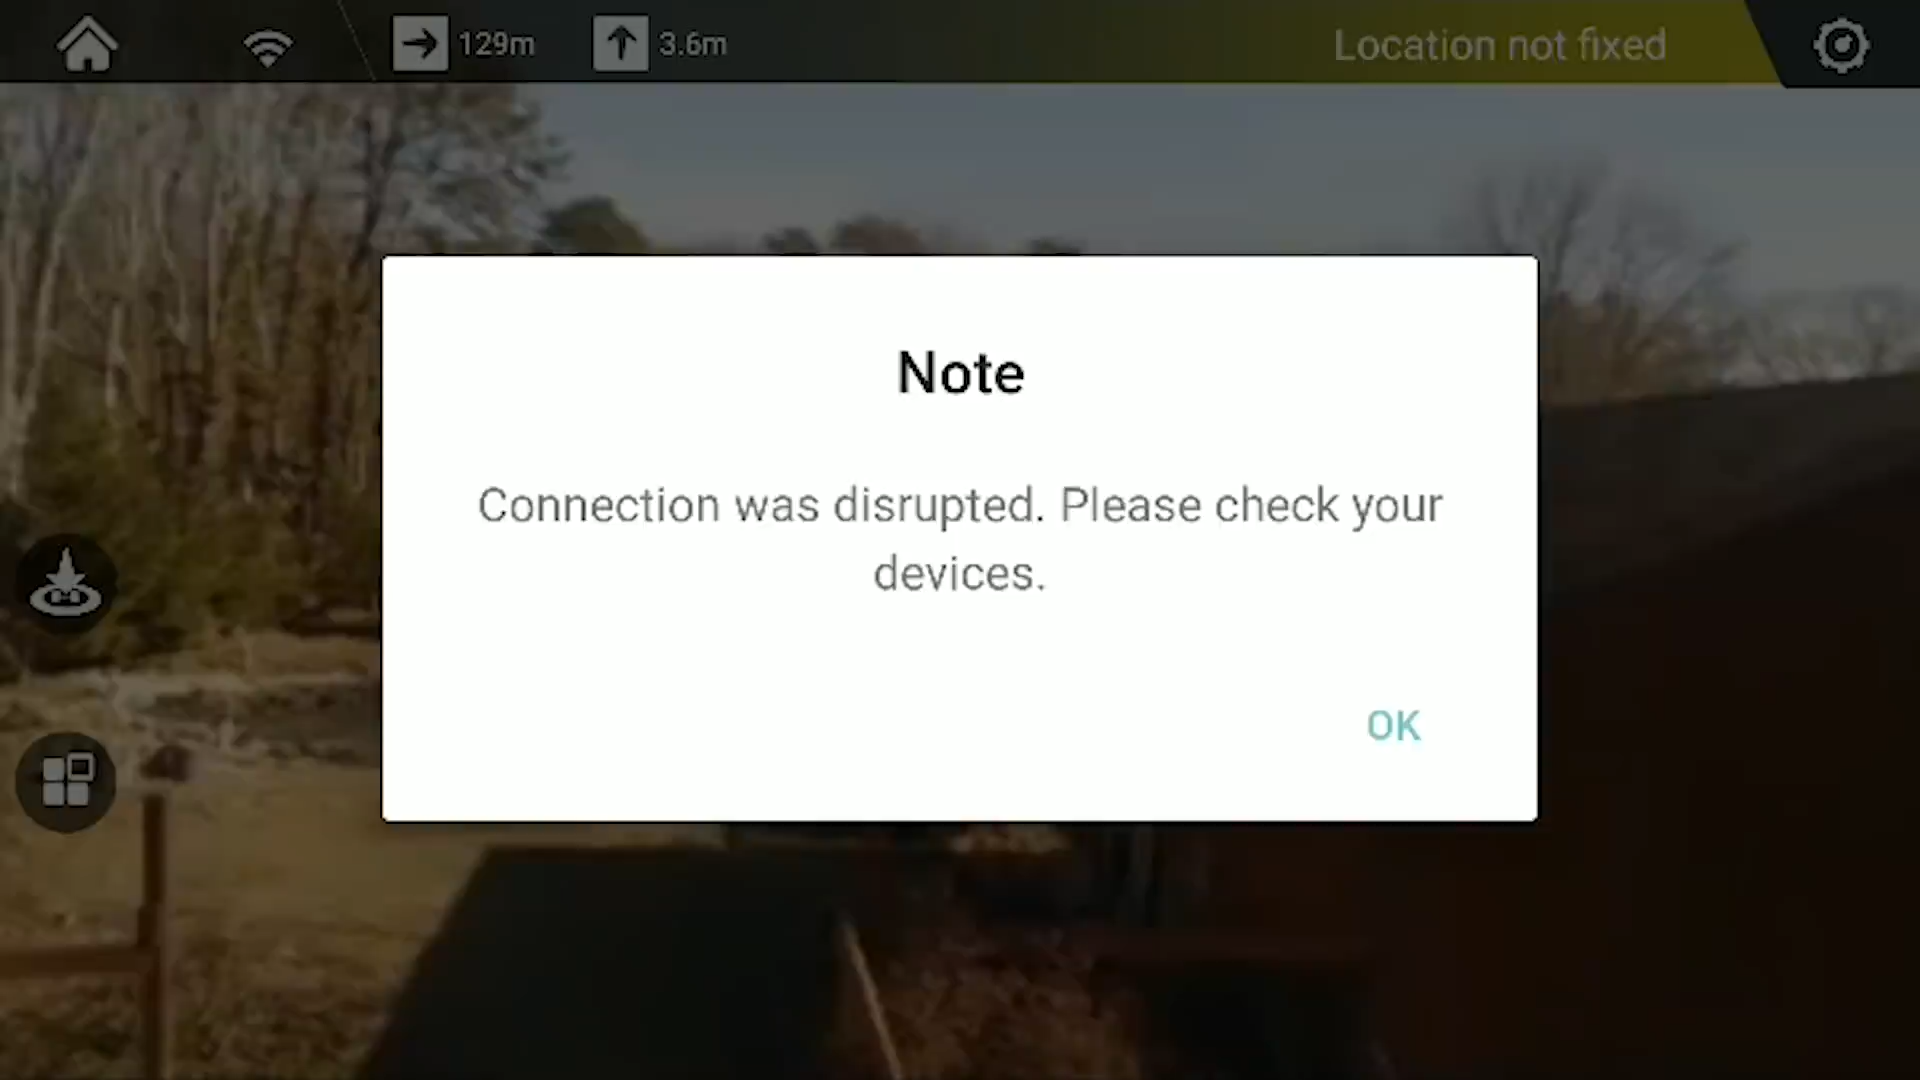 129m
3.6m
Location not fixed
Note
Connection was disrupted. Please check your
devices.
OK